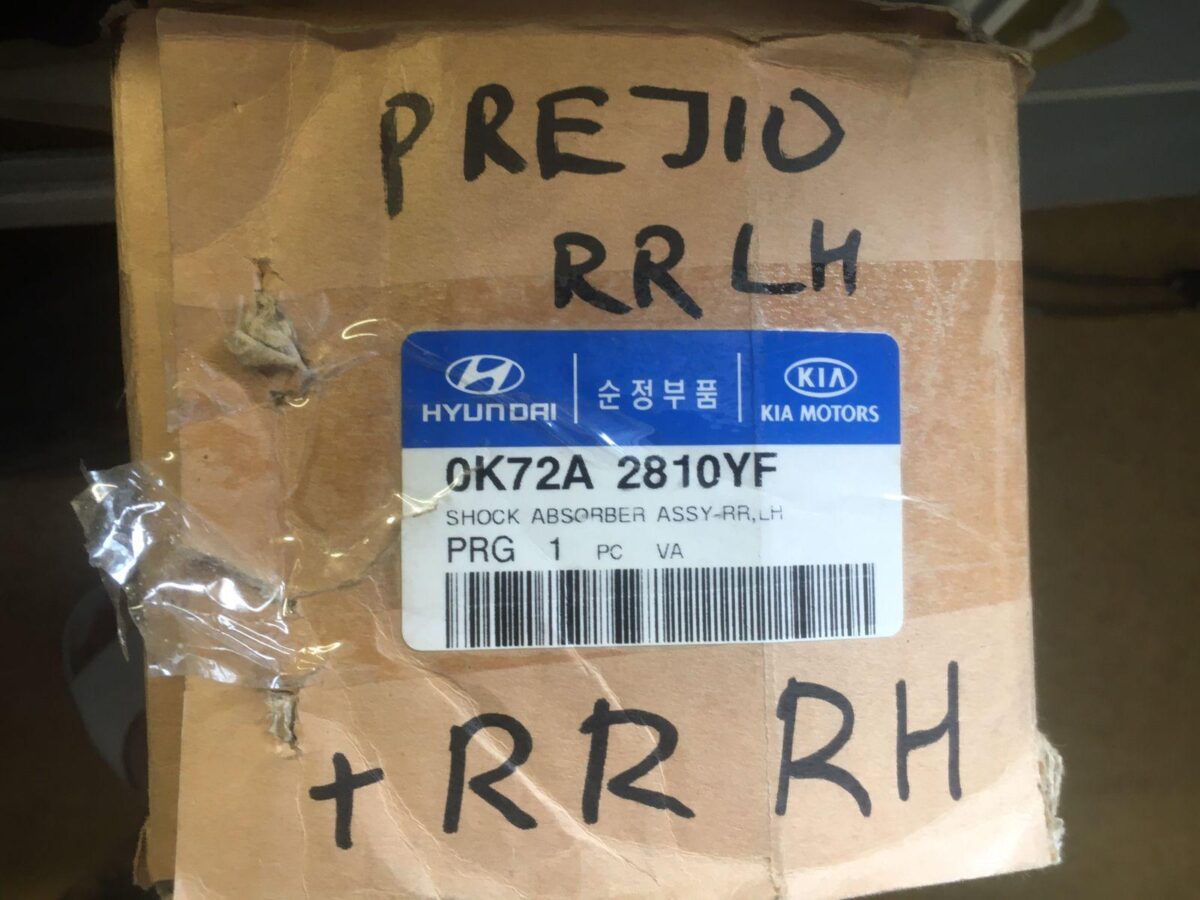 PREJIO
RR LH
HYUNDAI 순정부품 KIA KIA MOTORS
0K72A 2810YF
SHOCK ABSORBER ASSY-RR,LH
PRG 1 PC VA
+ RR RH